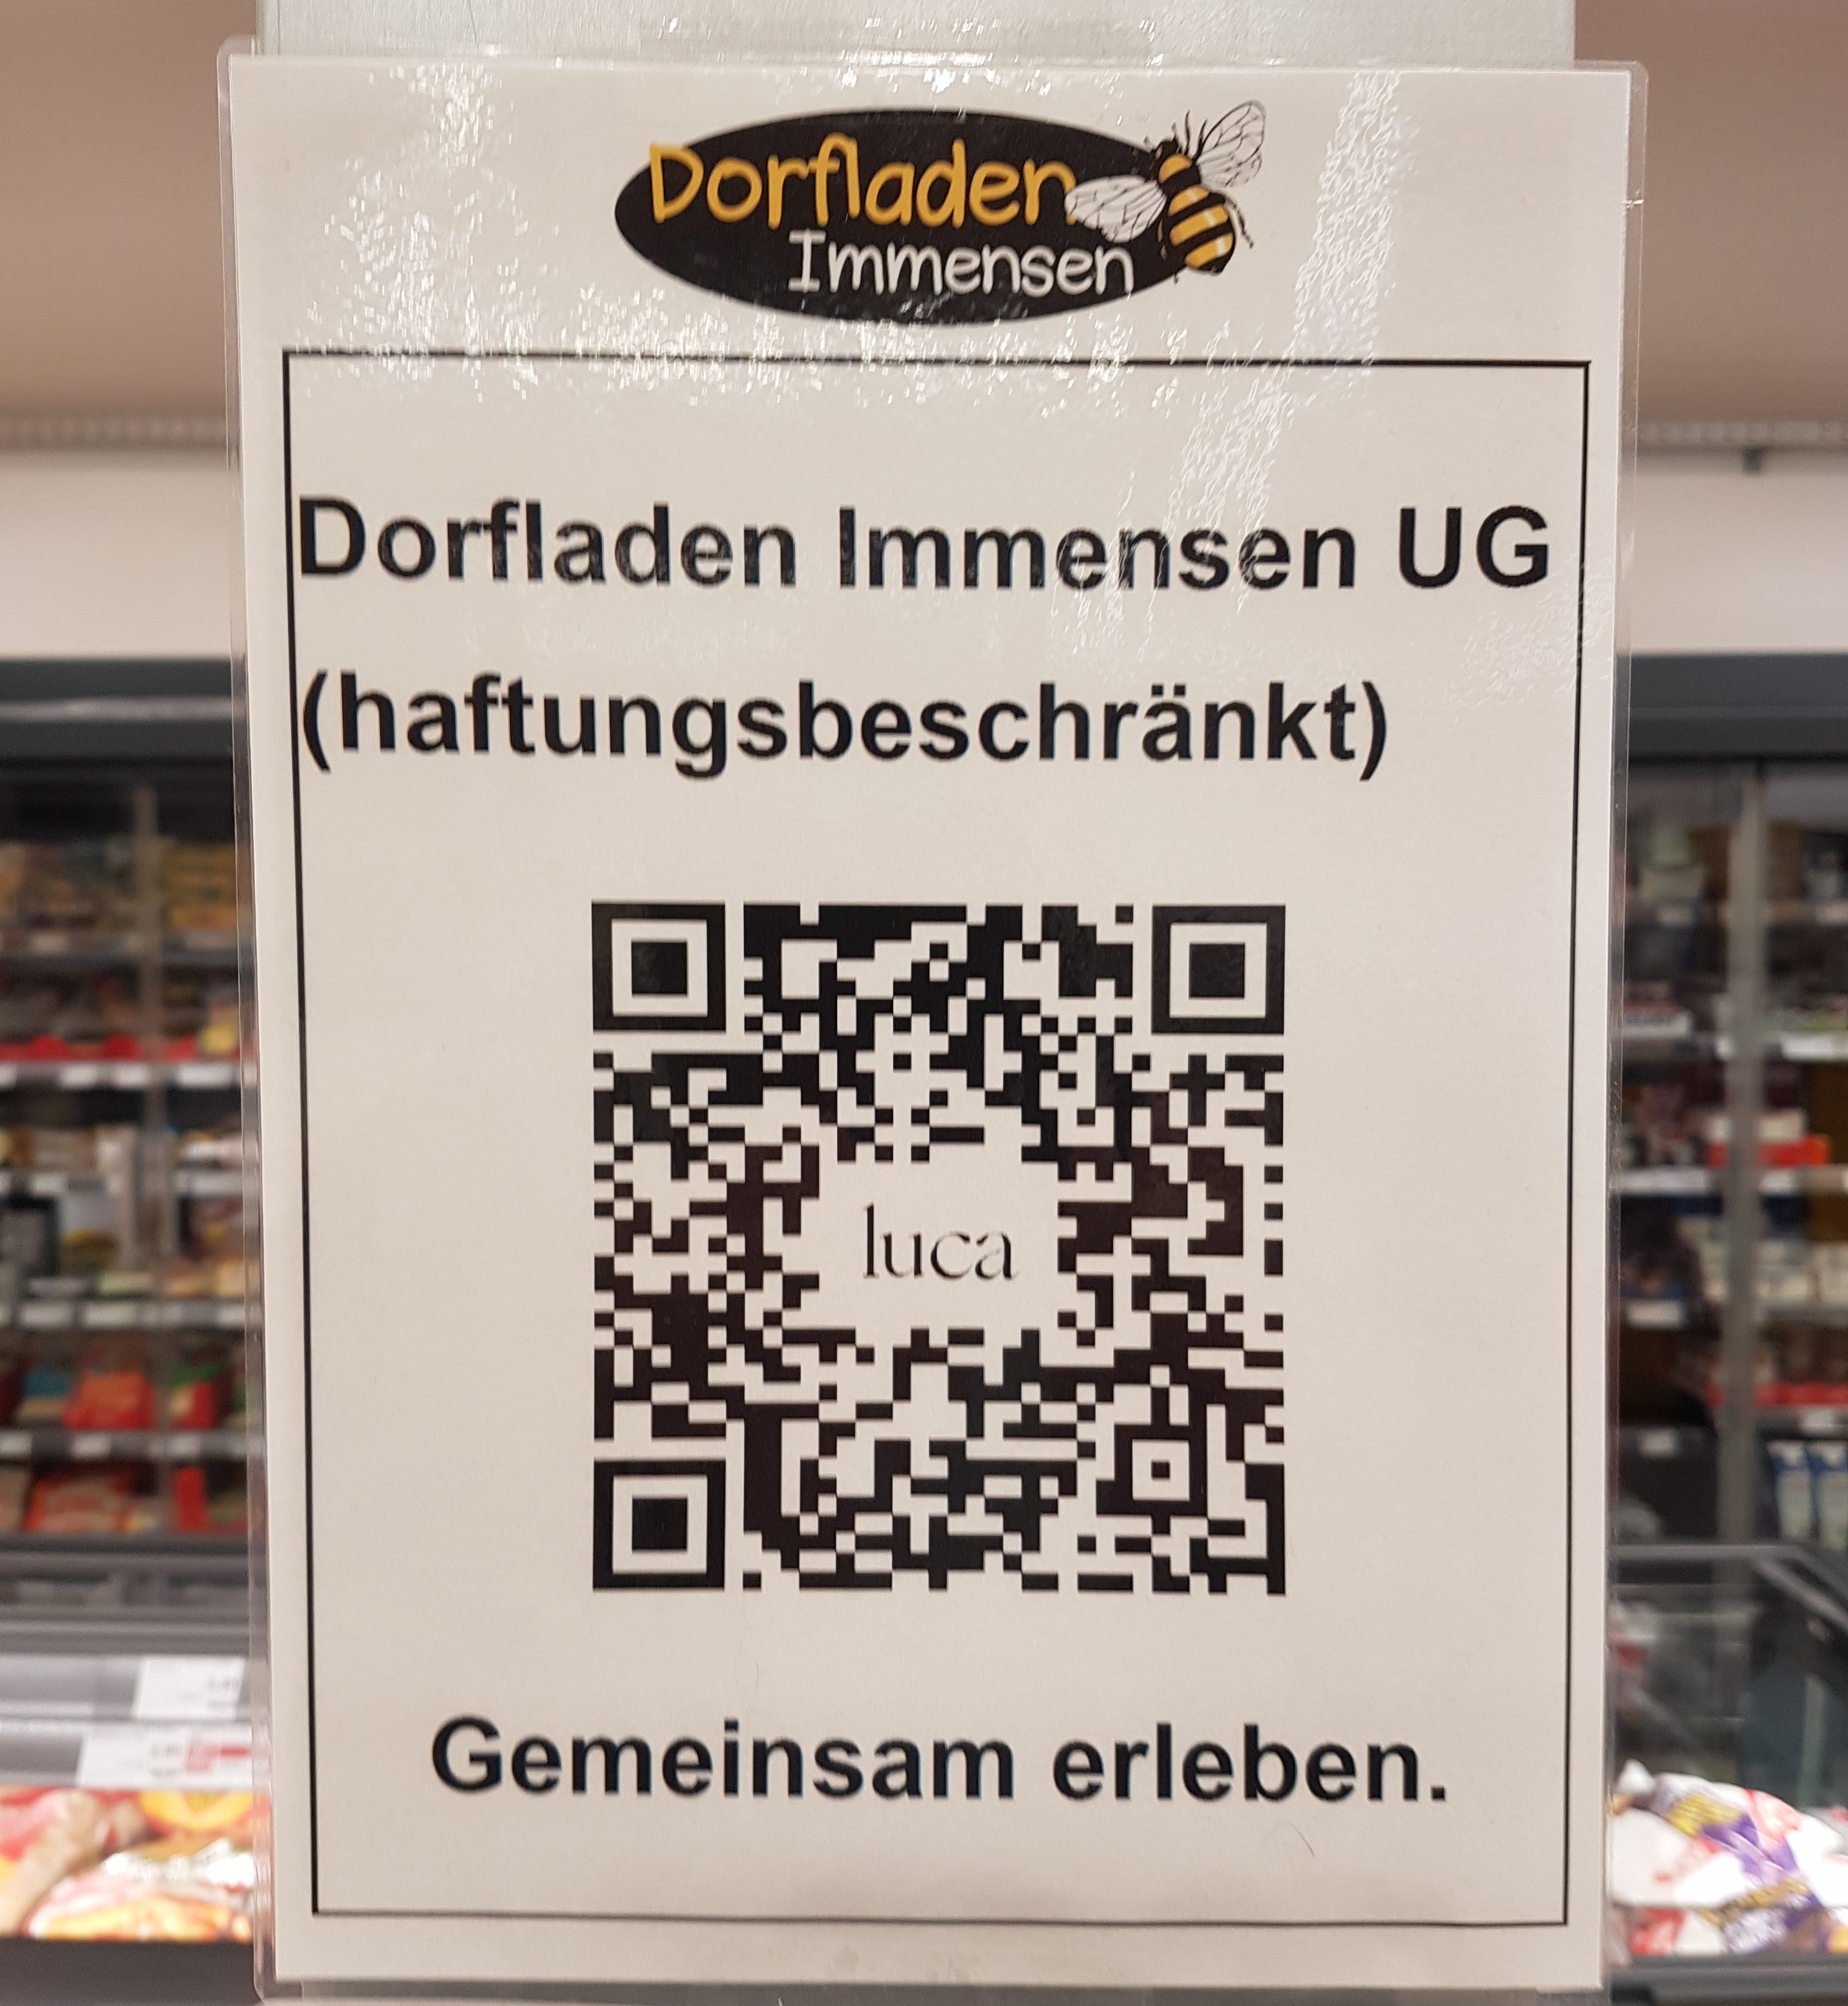 Dorfladen
Immensen
Dorfladen Immensen UG
(haftungsbeschränkt)
luca
Gemeinsam erleben.